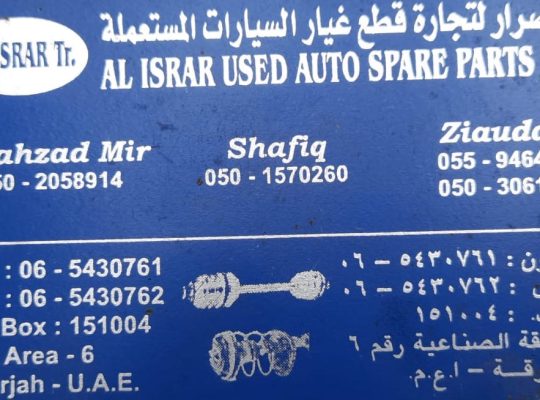 صرار لتجارة قطع غيار السيارات المستعملة
SRAR Tr.
AL ISRAR USED AUTO SPARE PARTS
ahzad Mir
50 - 2058914
Shafiq
050 - 1570260
Ziauda
055 - 9464
050 - 3061
: 06 - 5430761
: 06 - 5430762
Box : 151004
Area - 6
rjah - U.A.E.
ون : ٥٤٣٠٧٦١ – ٠٦
: ٥٤٣٠٧٦٢ – ٠٦
: ١٥١٠٠٤
قة الصناعية رقم ٦
رقة – ا.ع.م.